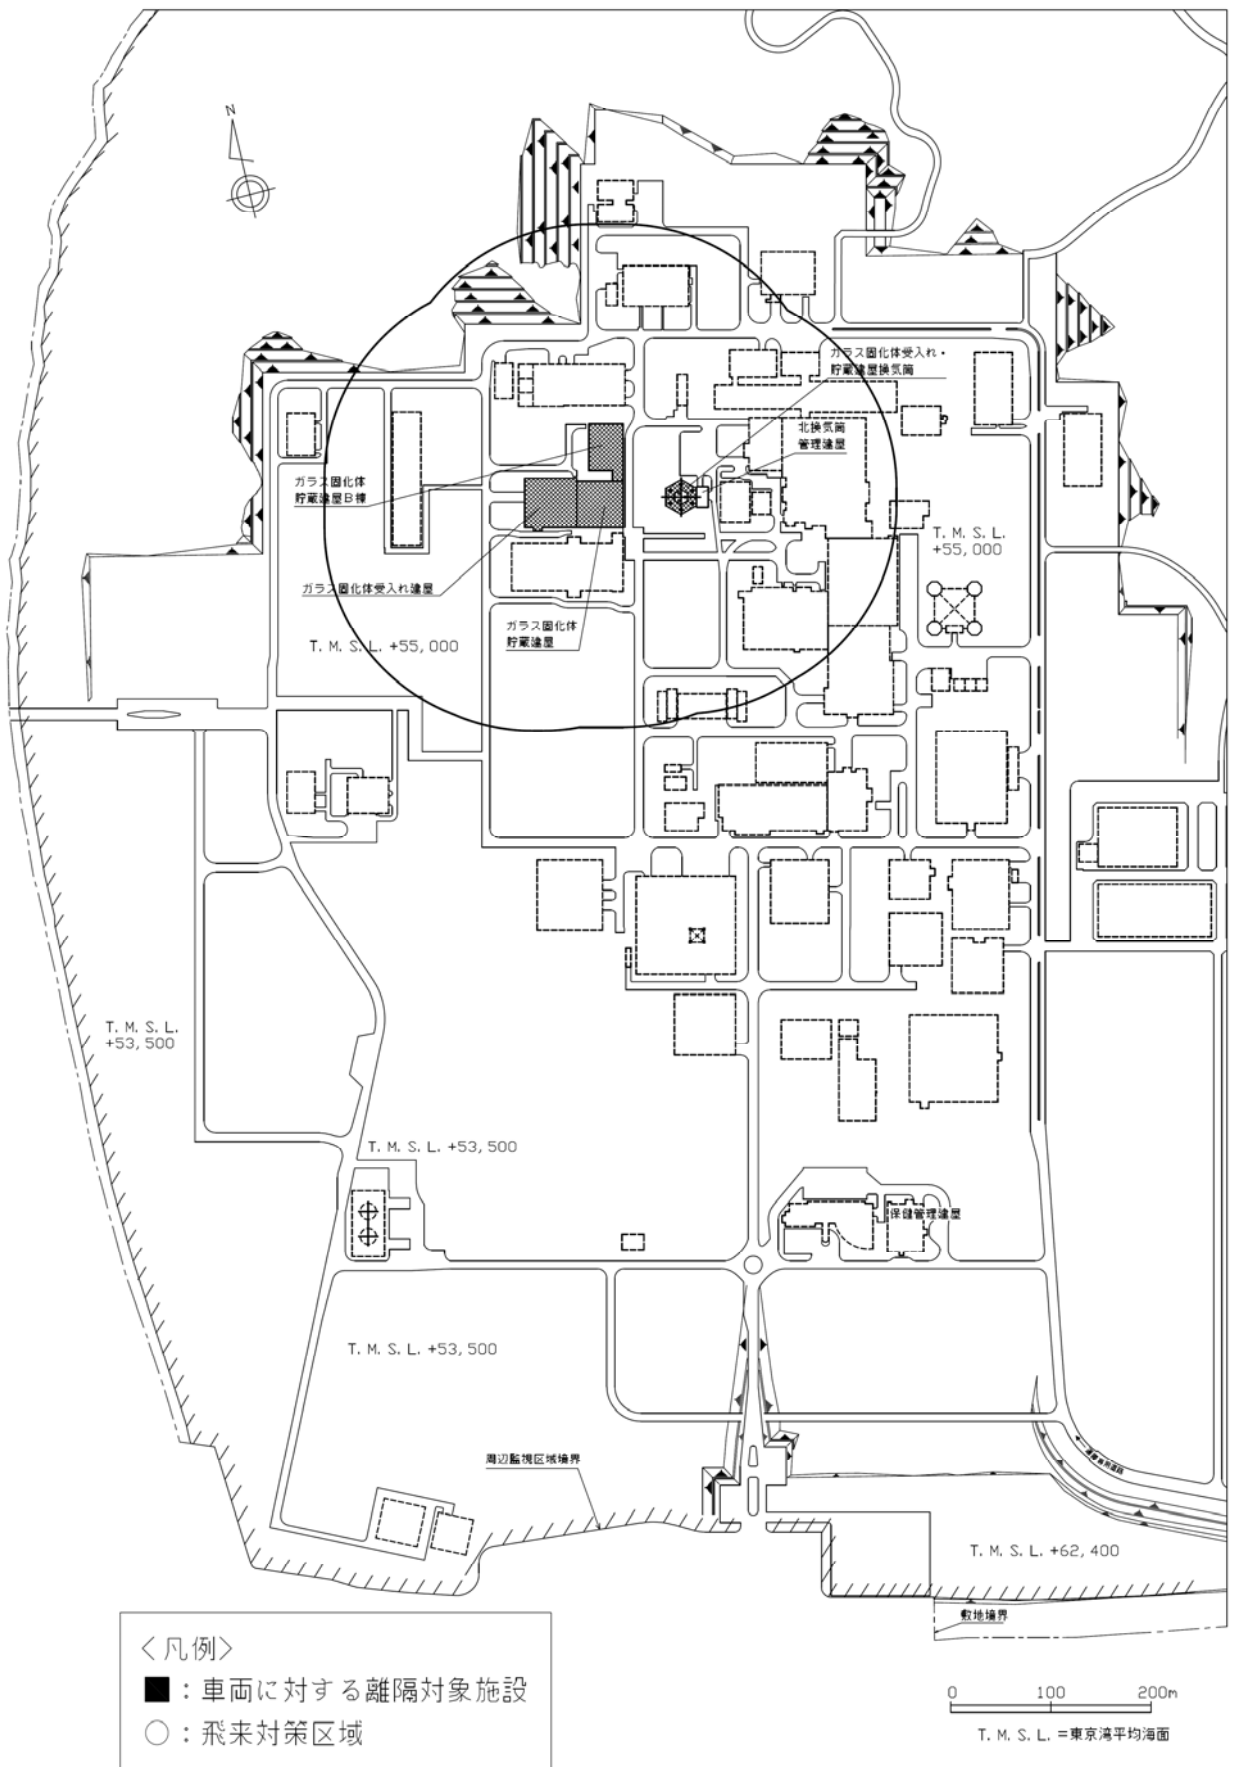 N
ガラス固化体受入れ・
貯蔵建屋換気筒
北換気筒
管理建屋
ガラス固化体
貯蔵建屋B棟
T. M. S. L.
+55,000
ガラス固化体受入れ建屋
ガラス固化体
貯蔵建屋
T. M. S. L. +55,000
T. M. S. L.
+53,500
T. M. S. L. +53,500
保健管理建屋
T. M. S. L. +53,500
周辺監視区域境界
T. M. S. L. +62,400
敷地境界
<凡例>
■：車両に対する離隔対象施設
○：飛来対策区域
0 100 200m
T. M. S. L. =東京湾平均海面